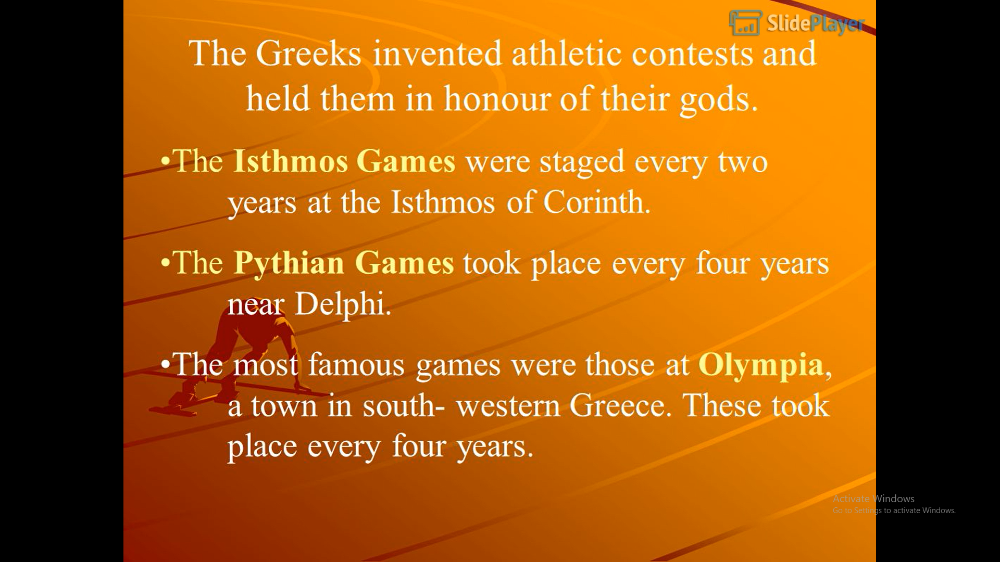 SlidePlayer
The Greeks invented athletic contests and
held them in honour of their gods.
•The Isthmos Games were staged every two
years at the Isthmos of Corinth.
•The Pythian Games took place every four years
near Delphi.
•The most famous games were those at Olympia,
a town in south- western Greece. These took
place every four years.
Activate Windows
Go to Settings to activate Windows.